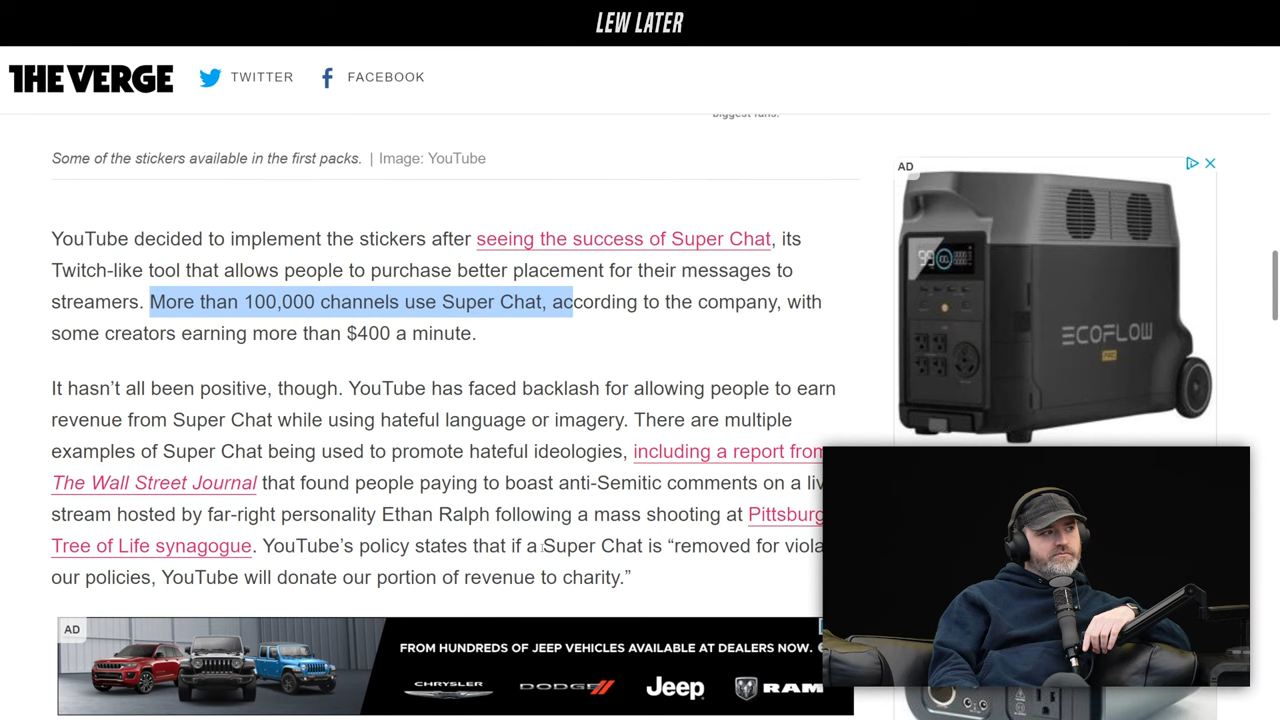 LEW LATER
THE VERGE
TWITTER
FACEBOOK
biggest fans.
Some of the stickers available in the first packs. | Image: YouTube
AD
YouTube decided to implement the stickers after seeing the success of Super Chat, its
Twitch-like tool that allows people to purchase better placement for their messages to
streamers. More than 100,000 channels use Super Chat, according to the company, with
some creators earning more than $400 a minute.
It hasn’t all been positive, though. YouTube has faced backlash for allowing people to earn
revenue from Super Chat while using hateful language or imagery. There are multiple
examples of Super Chat being used to promote hateful ideologies, including a report from
The Wall Street Journal that found people paying to boast anti-Semitic comments on a liv
stream hosted by far-right personality Ethan Ralph following a mass shooting at Pittsburg
Tree of Life synagogue. YouTube’s policy states that if a Super Chat is “removed for viola
our policies, YouTube will donate our portion of revenue to charity.”
99 100
ECOFLOW
PRO
AD
FROM HUNDREDS OF JEEP VEHICLES AVAILABLE AT DEALERS NOW.
CHRYSLER
DODGE
Jeep
RAM